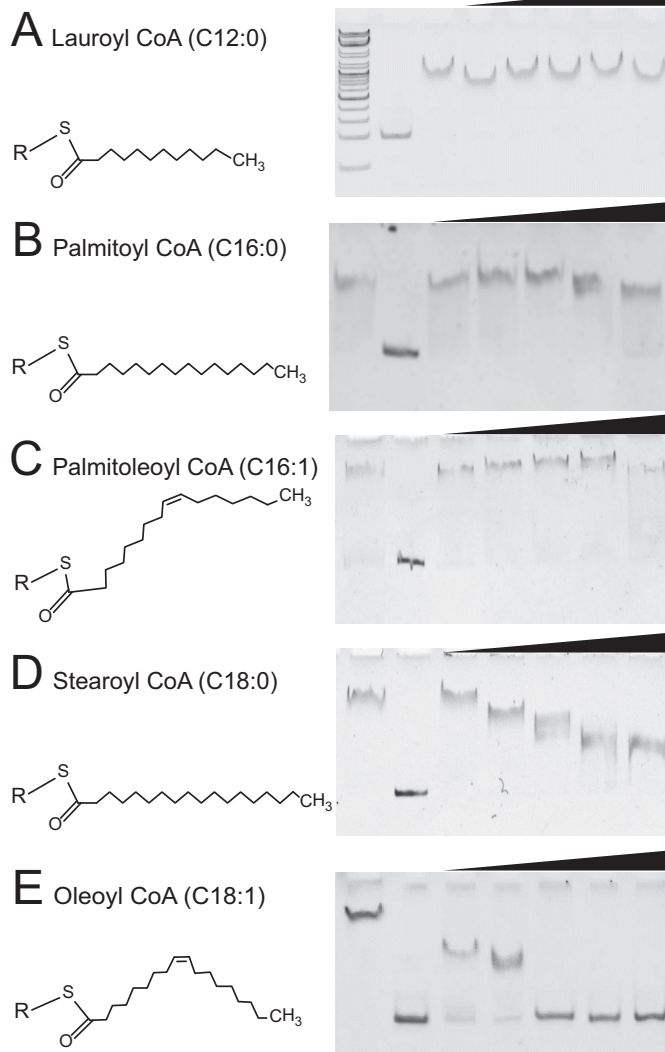 A Lauroyl CoA (C12:0)
S
R
O
CH3
B Palmitoyl CoA (C16:0)
S
R
O
CH3
C Palmitoleoyl CoA (C16:1)
CH3
S
R
O
D Stearoyl CoA (C18:0)
S
R
O
CH3
E Oleoyl CoA (C18:1)
S
R
O
CH3